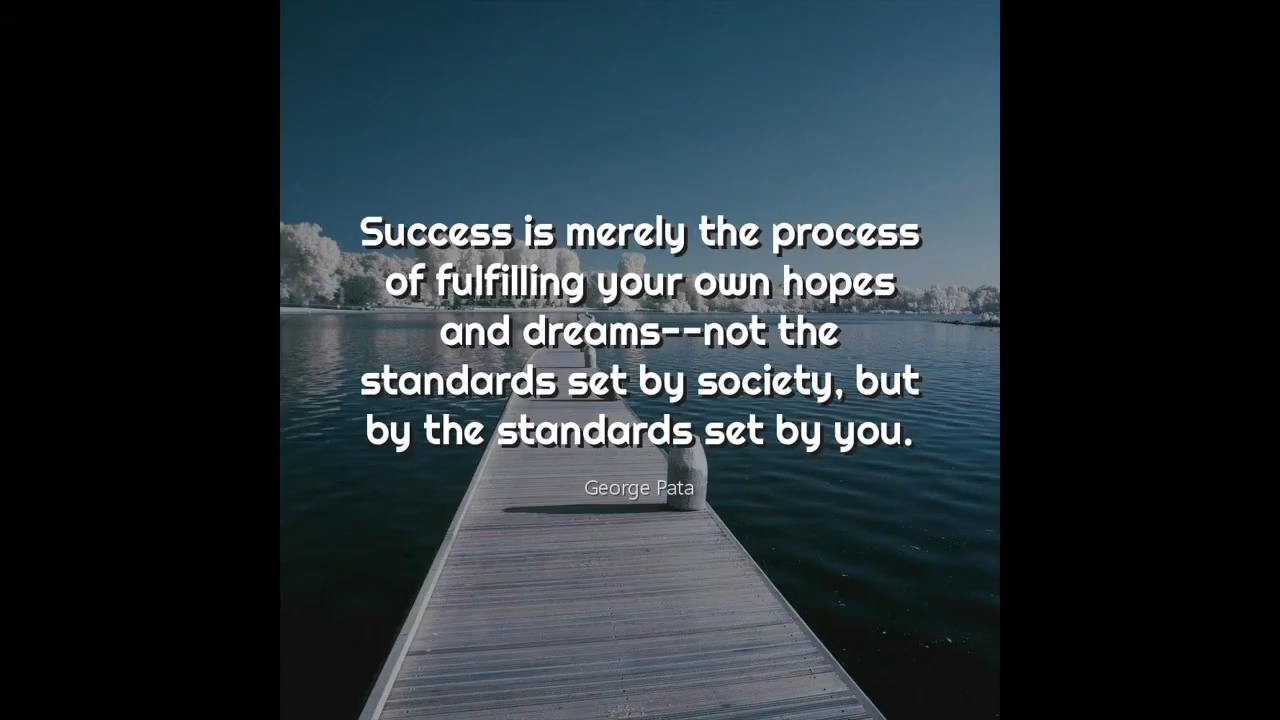 Success is merely the process
of fulfilling your own hopes
and dreams--not the
standards set by society, but
by the standards set by you.
George Pata